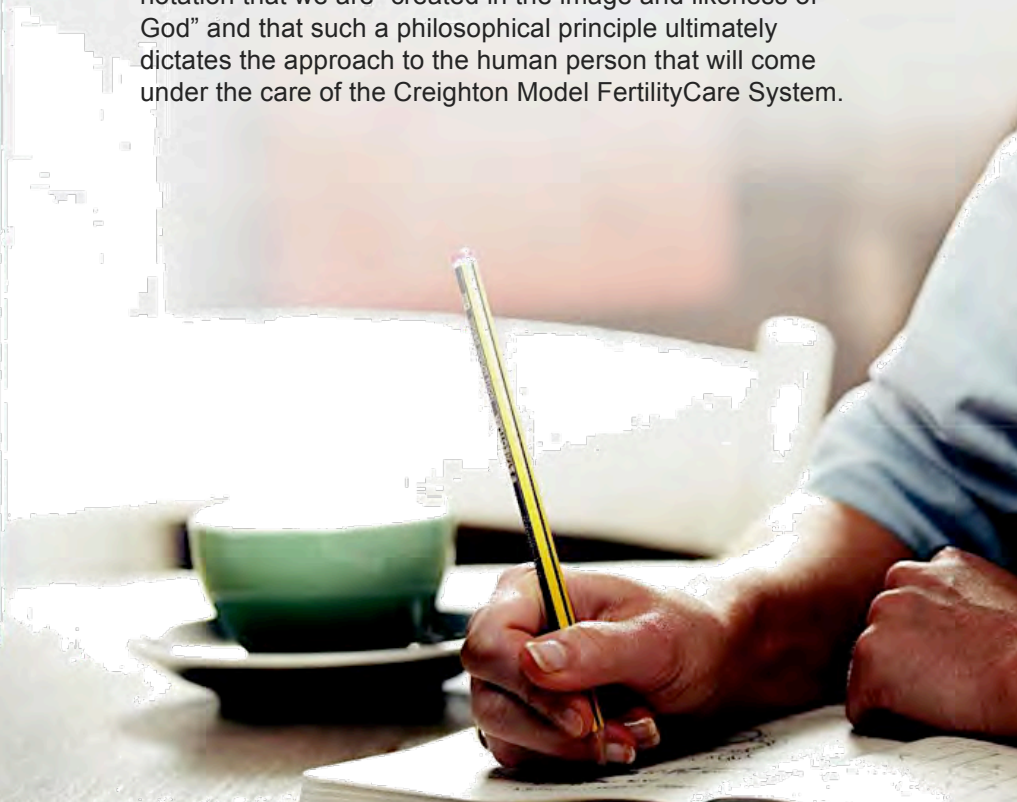 notation that we are "created in the image and likeness of
God” and that such a philosophical principle ultimately
dictates the approach to the human person that will come
under the care of the Creighton Model FertilityCare System.